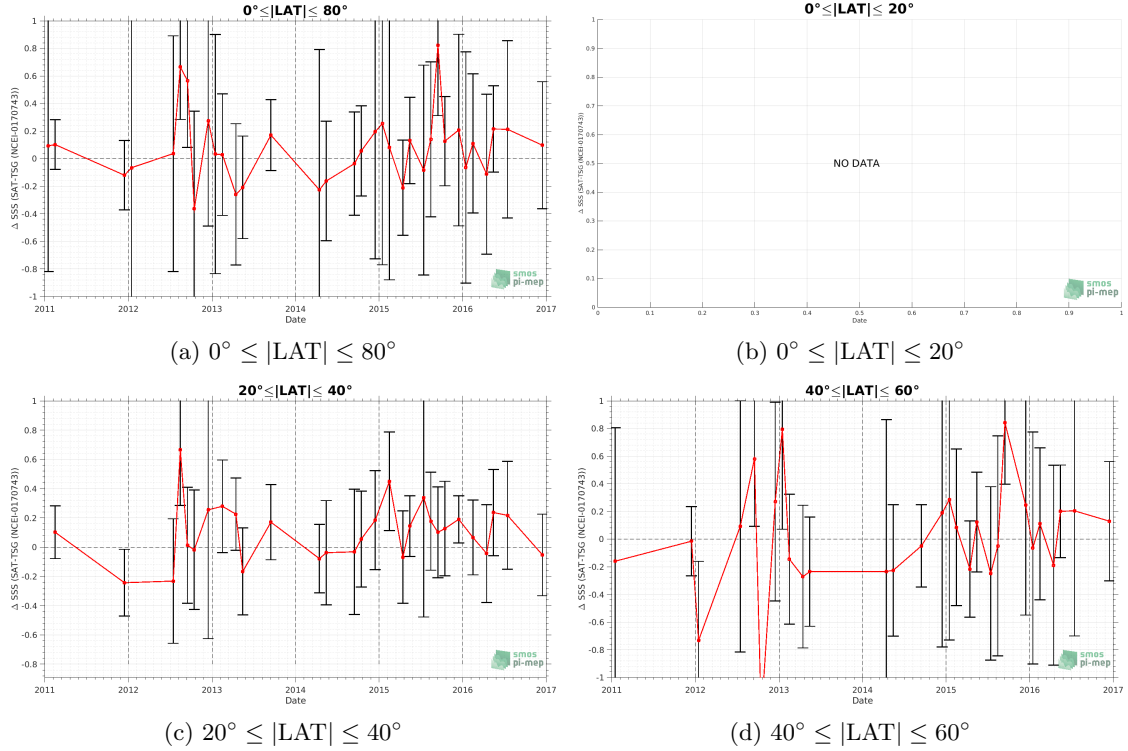 0°≤|LAT|≤ 80°
Δ SSS (SAT-TSG (NCEI-0170743))
1
0.8
0.6
0.4
0.2
0
-0.2
-0.4
-0.6
-0.8
-1
2011 2012 2013 2014 2015 2016 2017
Date
smos
pi-mep
(a) 0° ≤ |LAT| ≤ 80°
0°≤|LAT|≤ 20°
Δ SSS (SAT-TSG (NCEI-0170743))
1
0.9
0.8
0.7
0.6
0.5
0.4
0.3
0.2
0.1
0
NO DATA
0 0.1 0.2 0.3 0.4 0.5 0.6 0.7 0.8 0.9 1
Date
smos
pi-mep
(b) 0° ≤ |LAT| ≤ 20°
20°≤|LAT|≤ 40°
Δ SSS (SAT-TSG (NCEI-0170743))
1
0.8
0.6
0.4
0.2
0
-0.2
-0.4
-0.6
-0.8
2011 2012 2013 2014 2015 2016 2017
Date
smos
pi-mep
(c) 20° ≤ |LAT| ≤ 40°
40°≤|LAT|≤ 60°
Δ SSS (SAT-TSG (NCEI-0170743))
1
0.8
0.6
0.4
0.2
0
-0.2
-0.4
-0.6
-0.8
-1
2011 2012 2013 2014 2015 2016 2017
Date
smos
pi-mep
(d) 40° ≤ |LAT| ≤ 60°